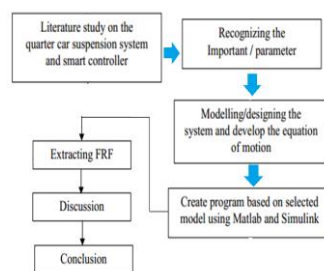 Literature study on the
quarter car suspension system
and smart controller
Recognizing the
Important / parameter
Modelling/designing the
system and develop the equation
of motion
Create program based on selected
model using Matlab and Simulink
Extracting FRF
Discussion
Conclusion